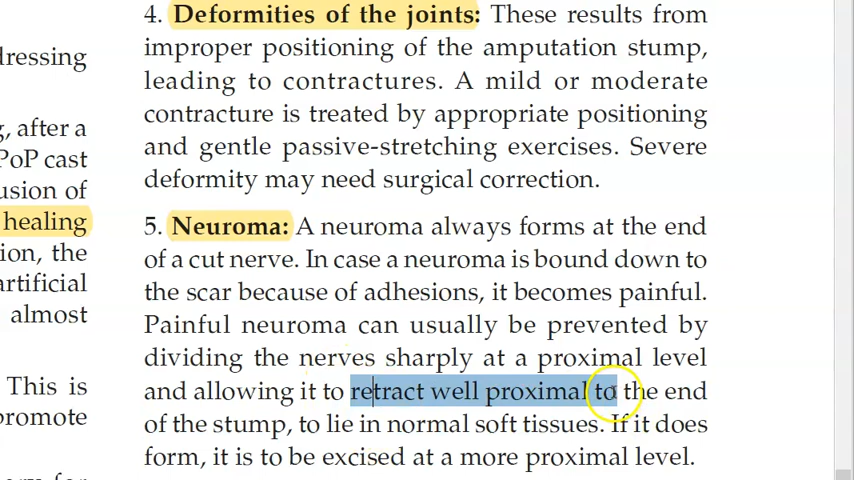 dressing
g, after a
PoP cast
usion of
healing
ion, the
artificial
almost
This is
promote
4. Deformities of the joints: These results from
improper positioning of the amputation stump,
leading to contractures. A mild or moderate
contracture is treated by appropriate positioning
and gentle passive-stretching exercises. Severe
deformity may need surgical correction.
5. Neuroma: A neuroma always forms at the end
of a cut nerve. In case a neuroma is bound down to
the scar because of adhesions, it becomes painful.
Painful neuroma can usually be prevented by
dividing the nerves sharply at a proximal level
and allowing it to retract well proximal to the end
of the stump, to lie in normal soft tissues. If it does
form, it is to be excised at a more proximal level.